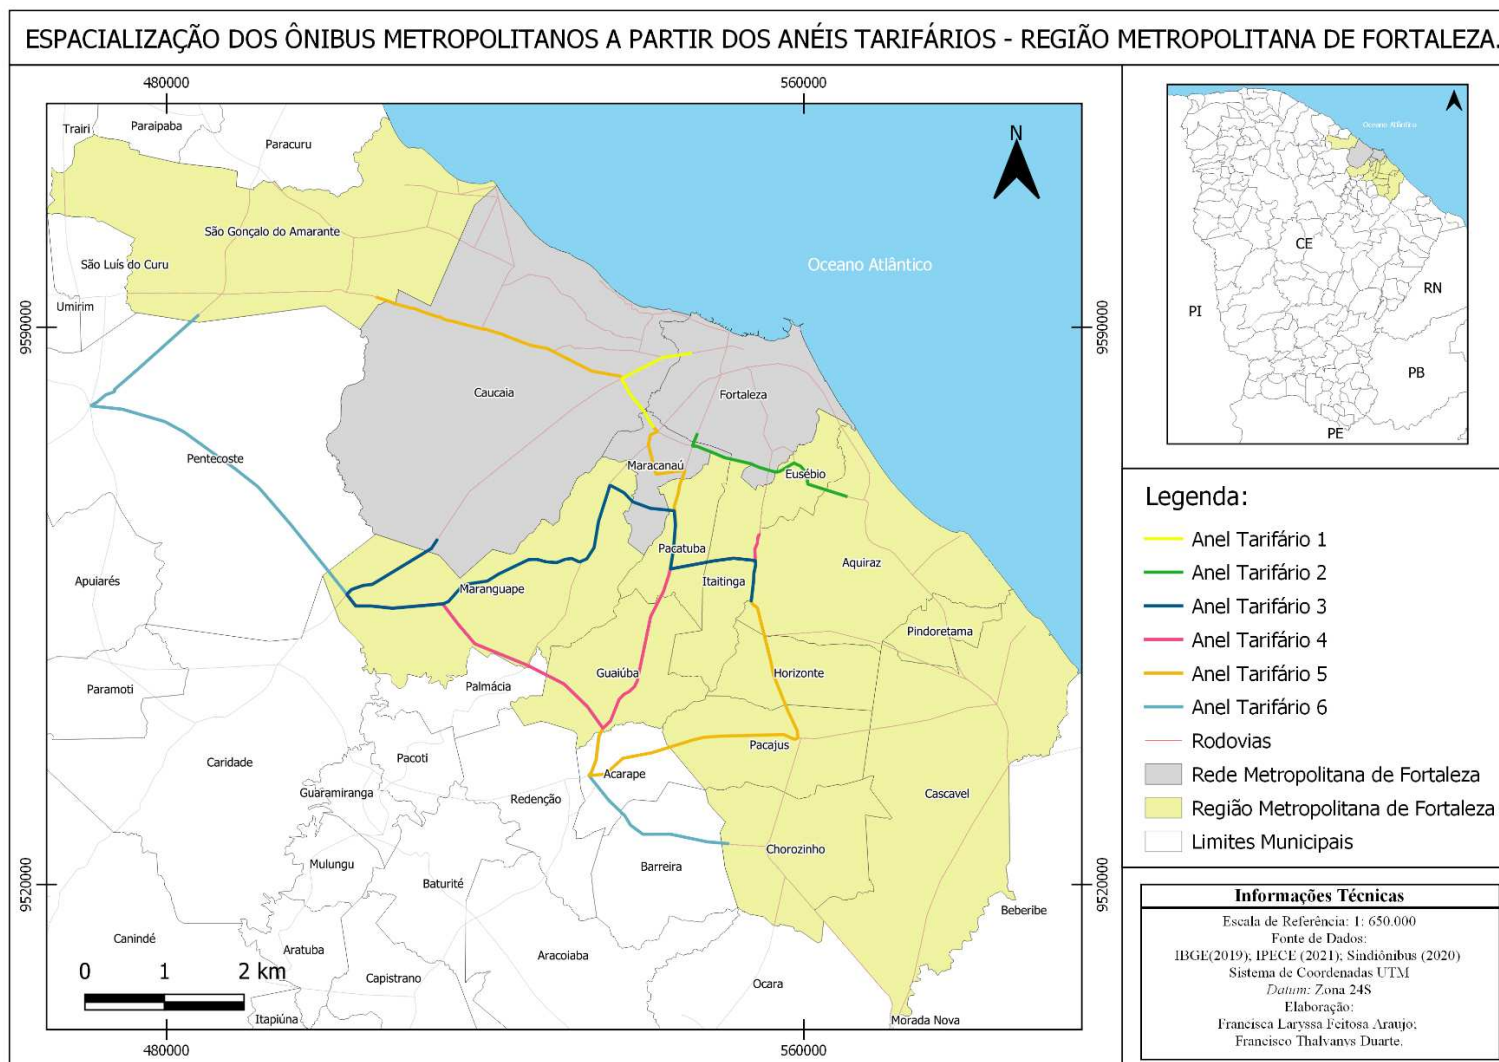 ESPACIALIZAÇÃO DOS ÔNIBUS METROPOLITANOS A PARTIR DOS ANÉIS TARIFÁRIOS - REGIÃO METROPOLITANA DE FORTALEZA.
480000
560000
Trairi
Paraipaba
Paracuru
N
São Gonçalo do Amarante
São Luís do Curu
Umirim
Oceano Atlântico
9590000
9590000
Caucaia
Fortaleza
Pentecoste
Maracanaú
Eusébio
Apuiarés
Pacatuba
Itaitinga
Aquiraz
Maranguape
Pindoretama
Paramoti
Palmácia
Guaiúba
Horizonte
Caridade
Pacoti
Pacajus
Guaramiranga
Redenção
Acarape
Cascavel
Mulungu
Baturité
Barreira
Chorozinho
9520000
9520000
Beberibe
Canindé
Aratuba
Aracoiaba
Capistrano
Ocara
Itapiúna
Morada Nova
0 1 2 km
480000
560000
Oceano Atlântico
CE
RN
PI
PB
PE
Legenda:
Anel Tarifário 1
Anel Tarifário 2
Anel Tarifário 3
Anel Tarifário 4
Anel Tarifário 5
Anel Tarifário 6
Rodovias
Rede Metropolitana de Fortaleza
Região Metropolitana de Fortaleza
Limites Municipais
Informações Técnicas
Escala de Referência: 1: 650.000
Fonte de Dados:
IBGE(2019); IPECE (2021); Sindiônibus (2020)
Sistema de Coordenadas UTM
Datum: Zona 24S
Elaboração:
Francisca Laryssa Feitosa Araujo;
Francisco Thalvanys Duarte.